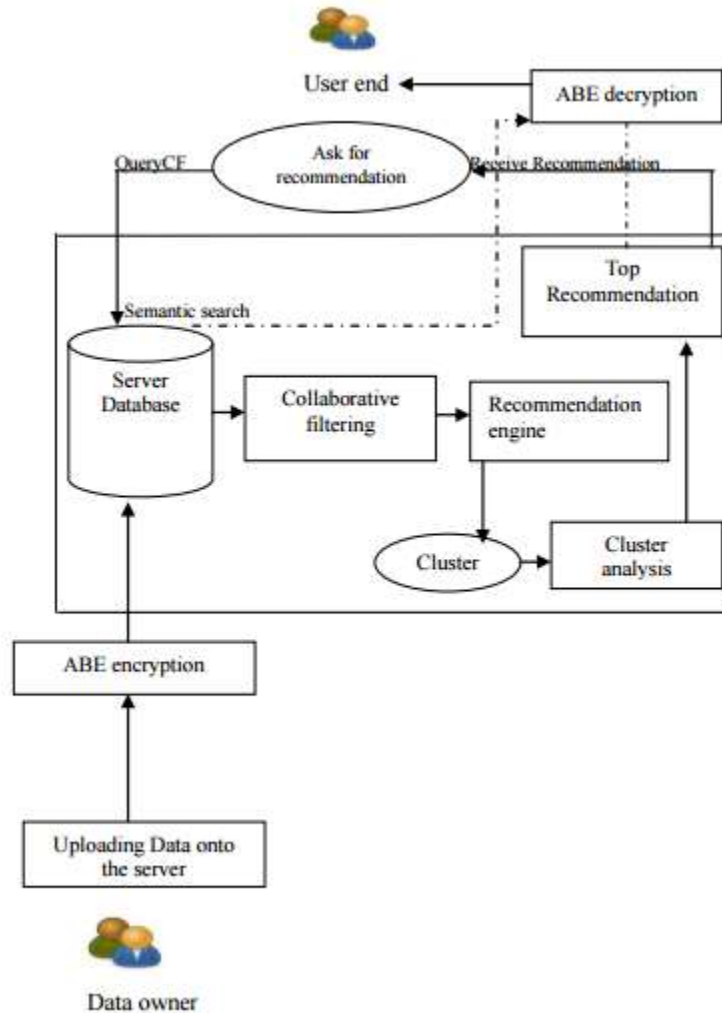 User end
ABE decryption
QueryCF
Ask for
recommendation
Receive Recommendation
Top
Recommendation
Semantic search
Server
Database
Collaborative
filtering
Recommendation
engine
Cluster
Cluster
analysis
ABE encryption
Uploading Data onto
the server
Data owner